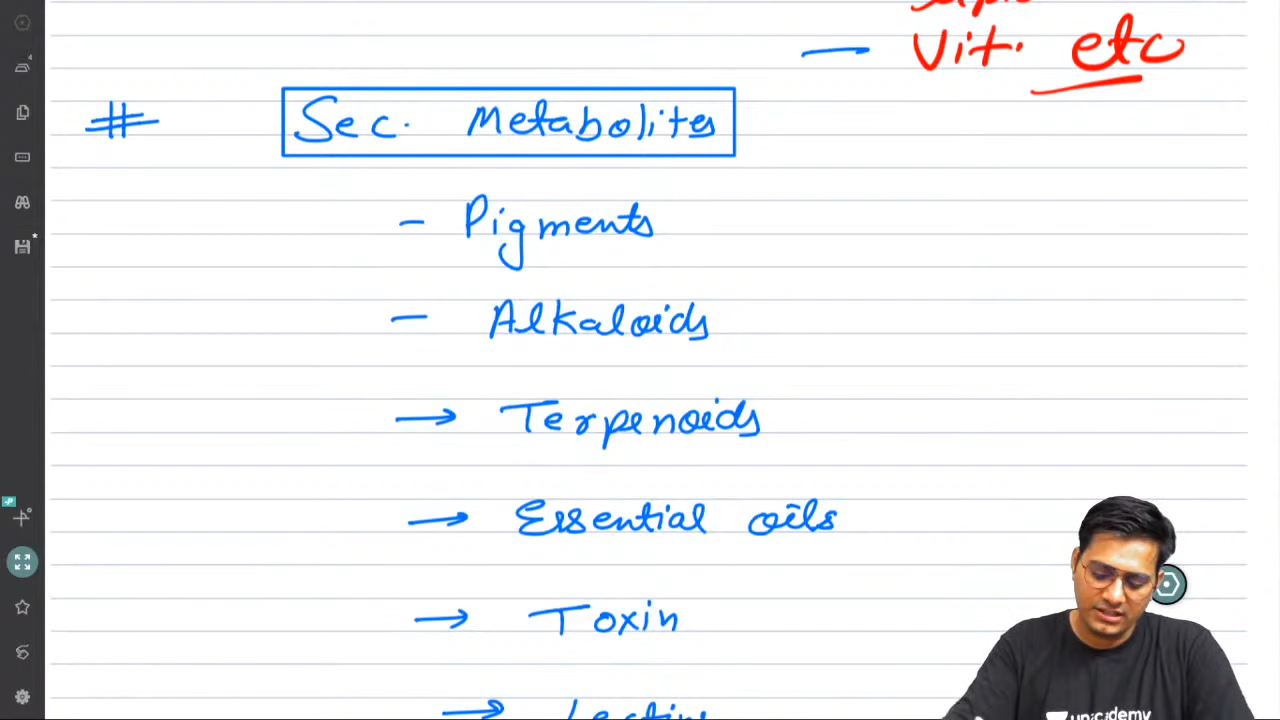 — Vit. etc
# Sec. Metabolites
- Pigments
- Alkaloids
→ Terpenoids
→ Essential oils
→ Toxin